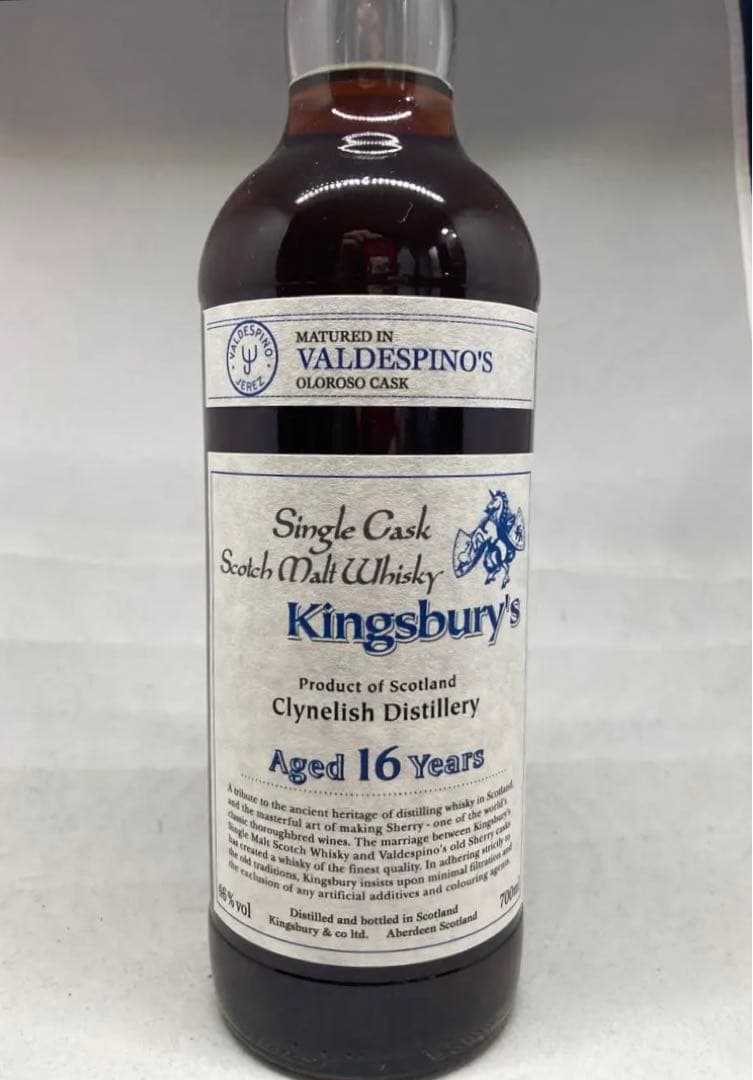 VALDESPINO
JEREZ
MATURED IN
VALDESPINO'S
OLOROSO CASK
Single Cask
Scotch Malt Whisky
Kingsbury's
Product of Scotland
Clynelish Distillery
Aged 16 Years
A tribute to the ancient heritage of distilling whisky in Scotland,
and the masterful art of making Sherry - one of the world's
classic thoroughbred wines. The marriage between Kingsbury's
Single Malt Scotch Whisky and Valdespino's old Sherry casks
has created a whisky of the finest quality. In adhering strictly to
the old traditions, Kingsbury insists upon minimal filtration and
the exclusion of any artificial additives and colouring agents.
46%vol
700ml
Distilled and bottled in Scotland
Kingsbury & co ltd. Aberdeen Scotland